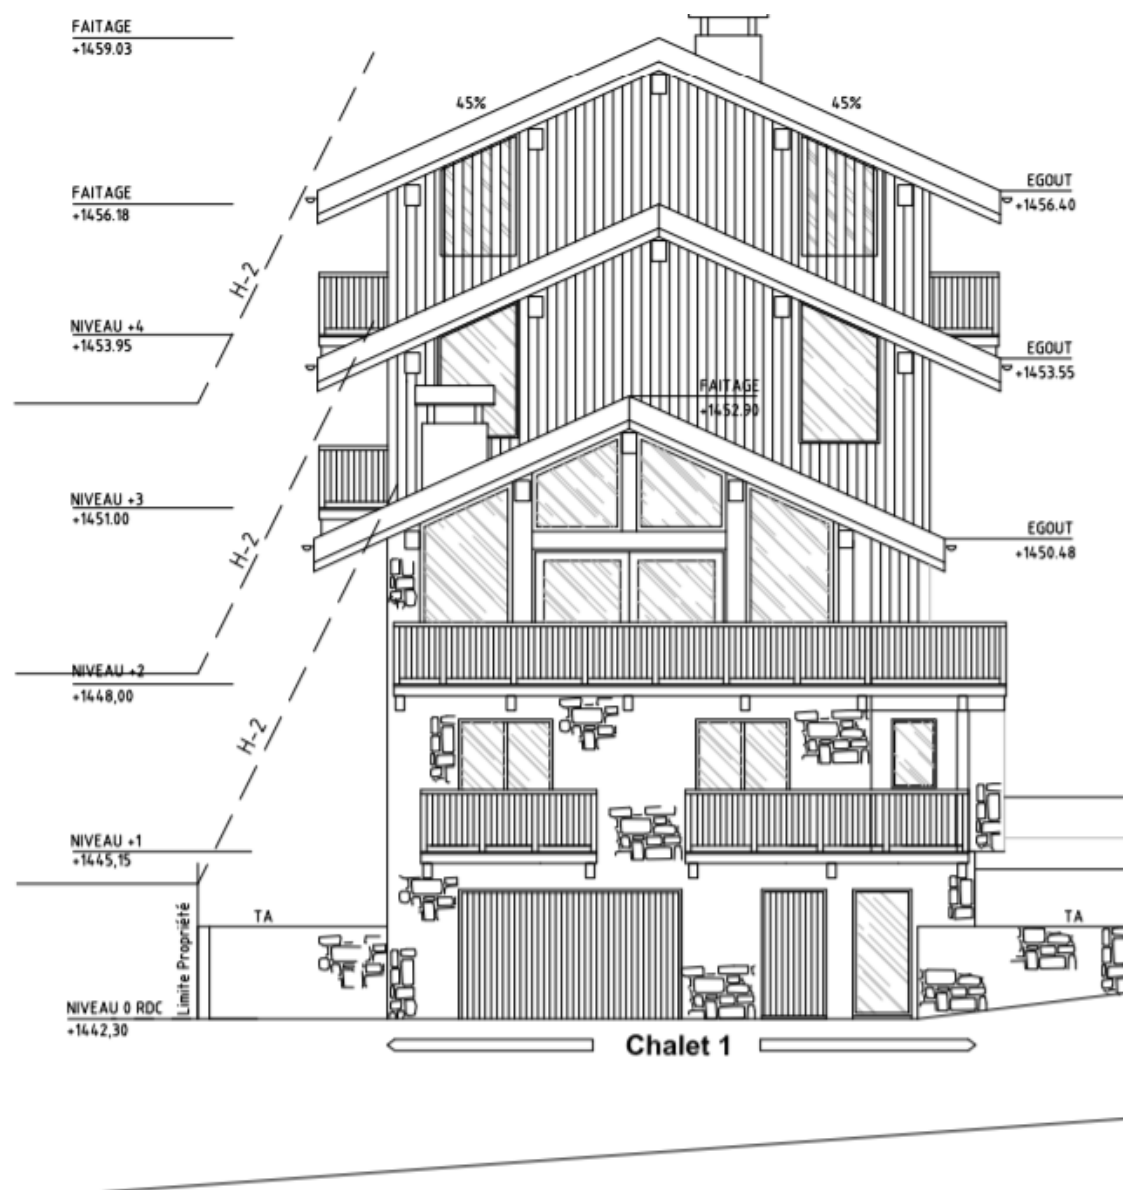 FAITAGE
+1459.03
45%
45%
FAITAGE
+1456.18
EGOUT
+1456.40
H-2
NIVEAU +4
+1453.95
EGOUT
+1453.55
FAITAGE
+1452.90
NIVEAU +3
+1451.00
H-2
EGOUT
+1450.48
NIVEAU +2
+1448,00
H-2
NIVEAU +1
+1445,15
Limite Propriété
TA
TA
NIVEAU 0 RDC
+1442,30
Chalet 1